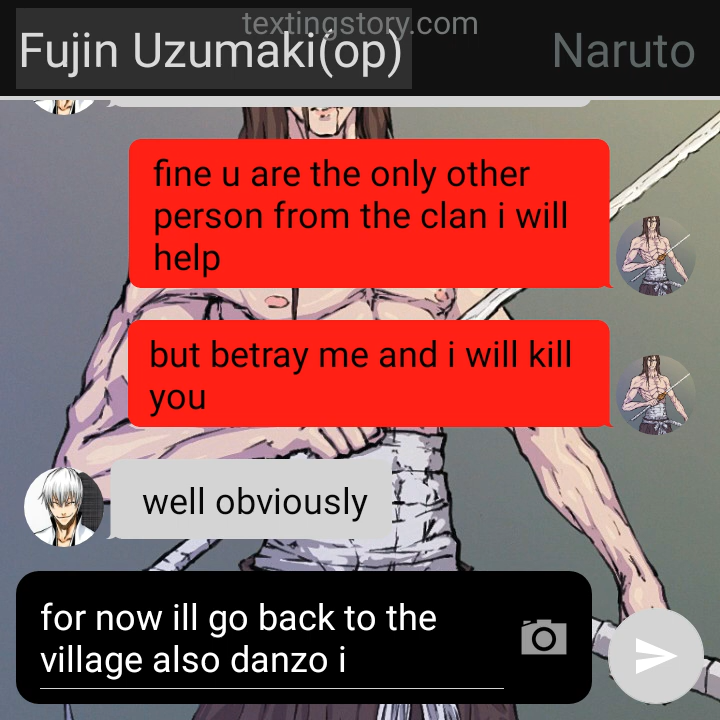 textingstory.com
Fujin Uzumaki(op)
Naruto
fine u are the only other
person from the clan i will
help
but betray me and i will kill
you
well obviously
for now ill go back to the
village also danzo i